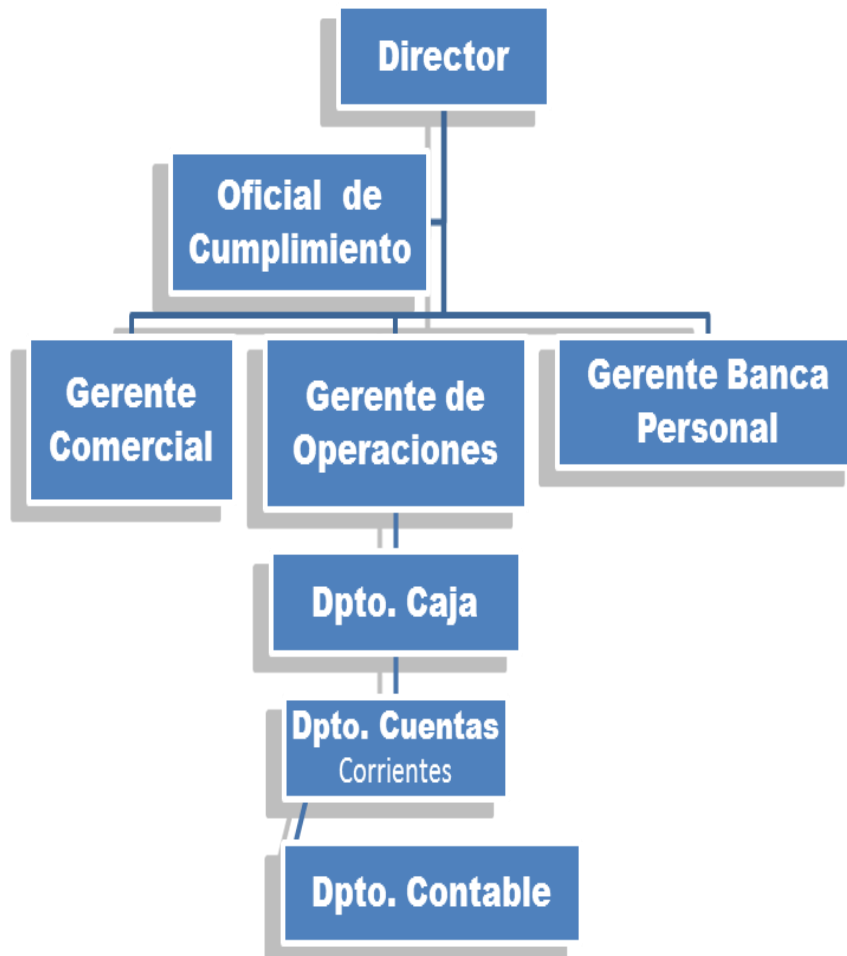 Director
Oficial de
Cumplimiento
Gerente
Comercial
Gerente de
Operaciones
Gerente Banca
Personal
Dpto. Caja
Dpto. Cuentas
Corrientes
Dpto. Contable